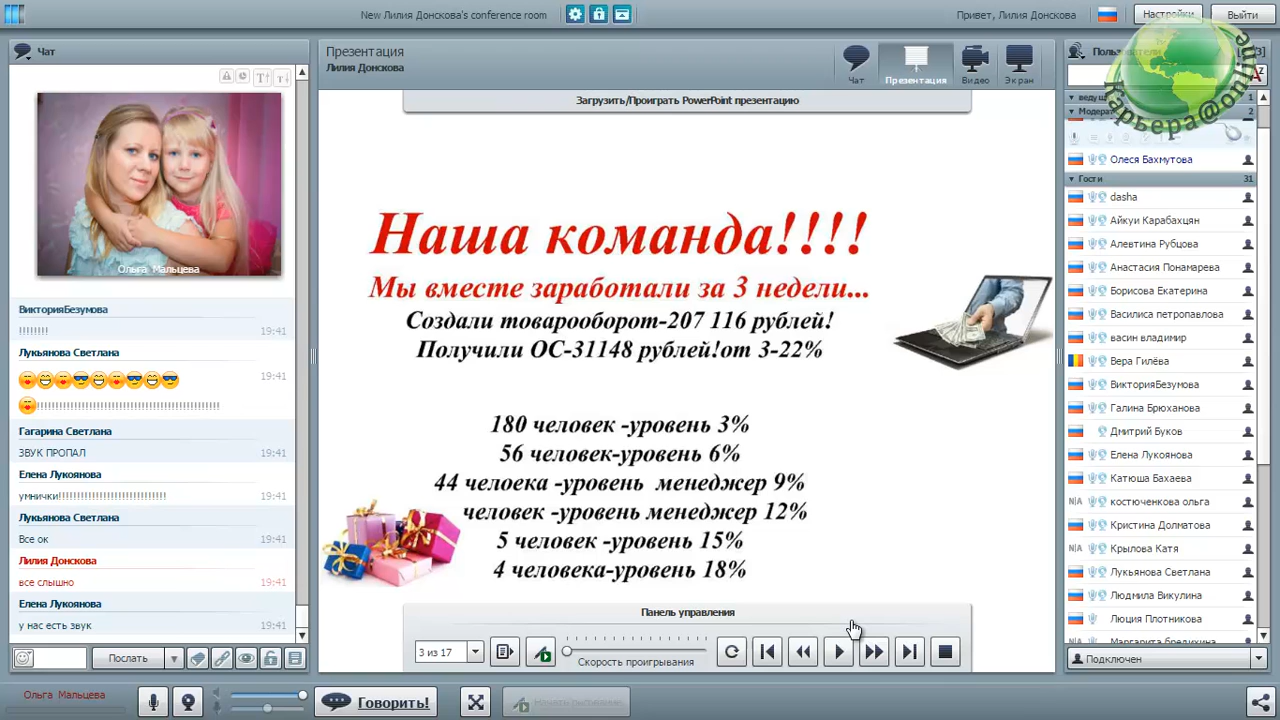 New Лилия Донскова's conference room
Привет, Лилия Донскова
Настройки
Выйти
Чат
Ольга Мальцева
ВикторияБезумова
!!!!!!!!
19:41
Лукьянова Светлана
19:41
Гагарина Светлана
ЗВУК ПРОПАЛ
19:41
Елена Лукоянова
умнички!!!!!!!!!!!!!!!!!!!!!!!!!!!!!
19:41
Лукьянова Светлана
Все ок
19:41
Лилия Донскова
все слышно
19:41
Елена Лукоянова
у нас есть звук
19:41
Послать
Презентация
Лилия Донскова
Чат
Презентация
Видео
Экран
Загрузить/Проиграть PowerPoint презентацию
Наша команда!!!!
Мы вместе заработали за 3 недели...
Создали товарооборот-207 116 рублей!
Получили ОС-31148 рублей!от 3-22%
180 человек -уровень 3%
56 человек-уровень 6%
44 челоека -уровень менеджер 9%
человек -уровень менеджер 12%
5 человек -уровень 15%
4 человека-уровень 18%
Панель управления
3 из 17
Скорость проигрывания
Пользователи
карьера@online
ведущ
1
Модерат
2
Олеся Бахмутова
Гости
31
dasha
Айкуи Карабахцян
Алевтина Рубцова
Анастасия Понамарева
Борисова Екатерина
Василиса петропавлова
васин владимир
Вера Гилёва
ВикторияБезумова
Галина Брюханова
Дмитрий Буков
Елена Лукоянова
Катюша Бахаева
N/A костюченкова ольга
Кристина Долматова
N/A Крылова Катя
Лукьянова Светлана
Людмила Викулина
Люция Плотникова
Маргарита бредихина
Подключен
Ольга Мальцева
Говорить!